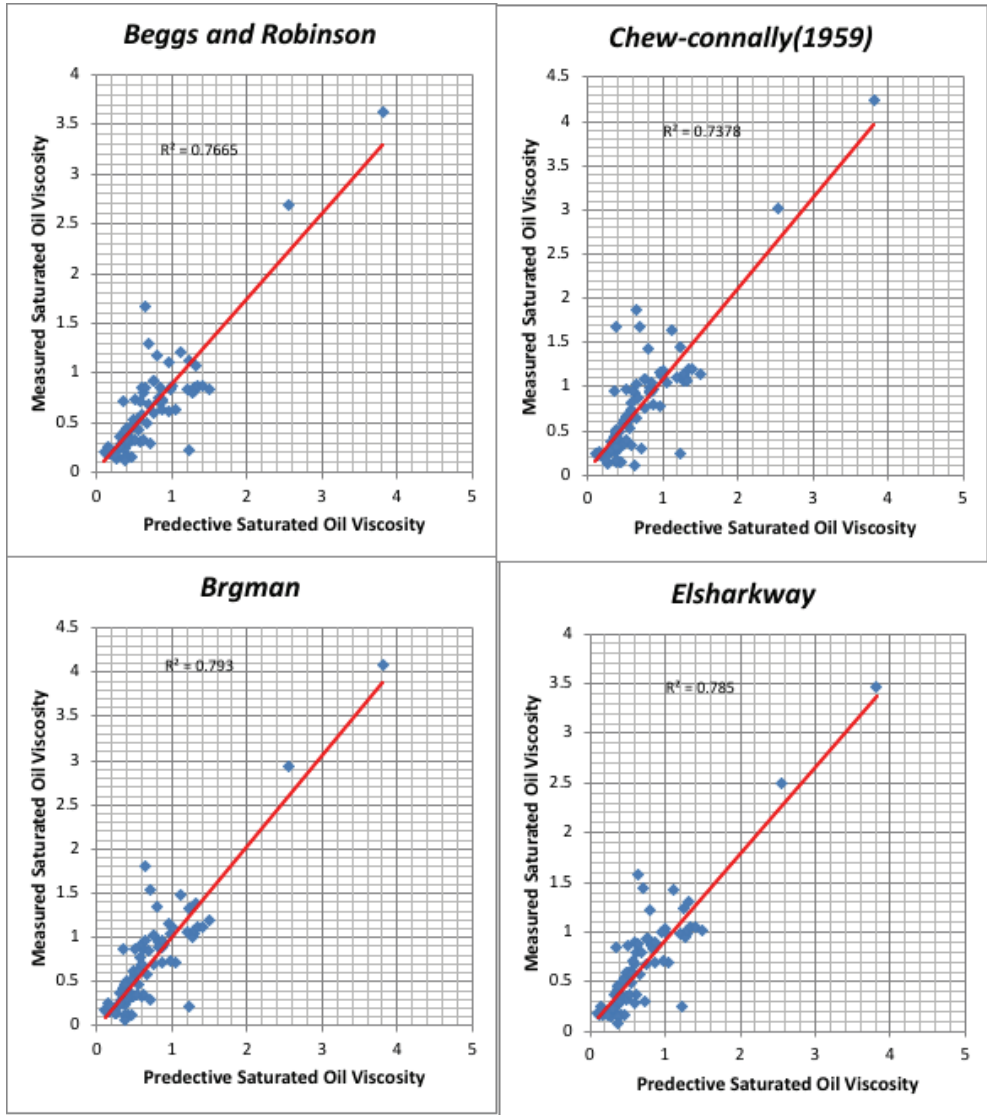 Beggs and Robinson
Measured Saturated Oil Viscosity
4
3.5
3
2.5
2
1.5
1
0.5
0
R² = 0.7665
0 1 2 3 4 5
Predective Saturated Oil Viscosity
Chew-connally(1959)
Measured Saturated Oil Viscosity
4.5
4
3.5
3
2.5
2
1.5
1
0.5
0
R² = 0.7378
0 1 2 3 4 5
Predective Saturated Oil Viscosity
Brgman
Measured Saturated Oil Viscosity
4.5
4
3.5
3
2.5
2
1.5
1
0.5
0
R² = 0.793
0 1 2 3 4 5
Predective Saturated Oil Viscosity
Elsharkway
Measured Saturated Oil Viscosity
4
3.5
3
2.5
2
1.5
1
0.5
0
R² = 0.785
0 1 2 3 4 5
Predective Saturated Oil Viscosity